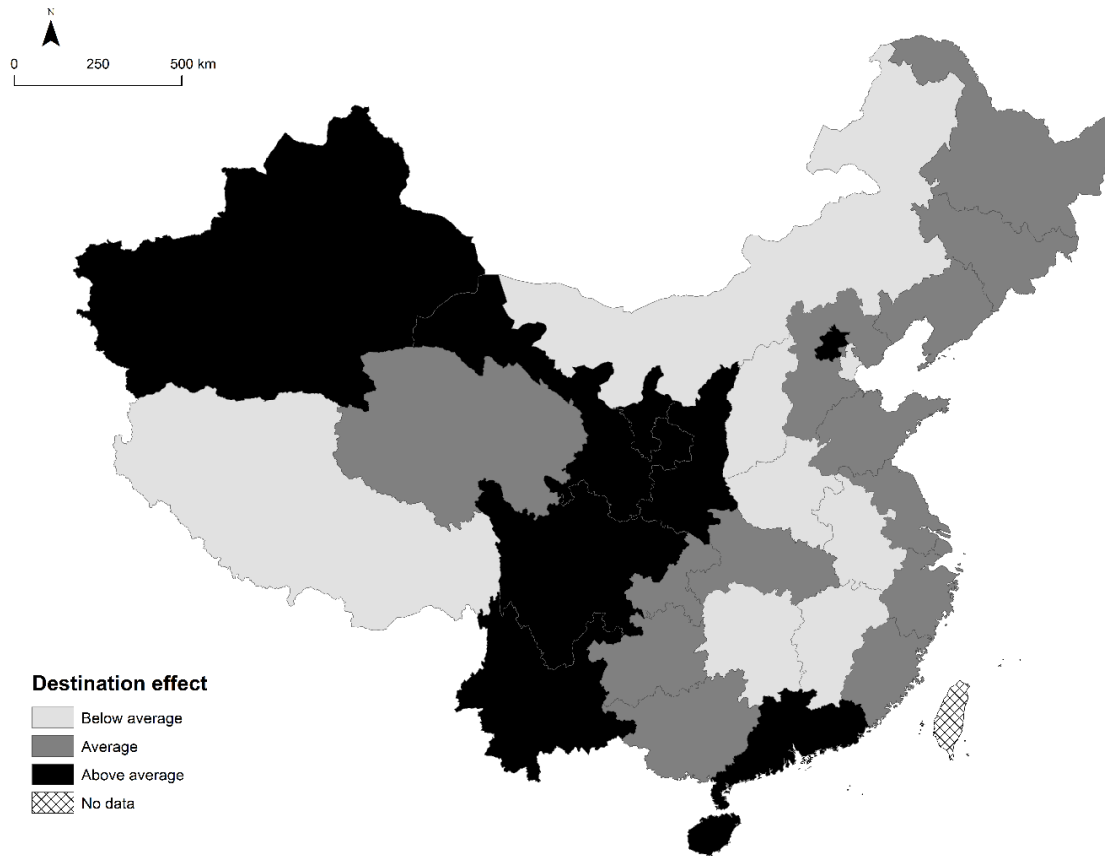 N
0 250 500 km
Destination effect
Below average
Average
Above average
No data